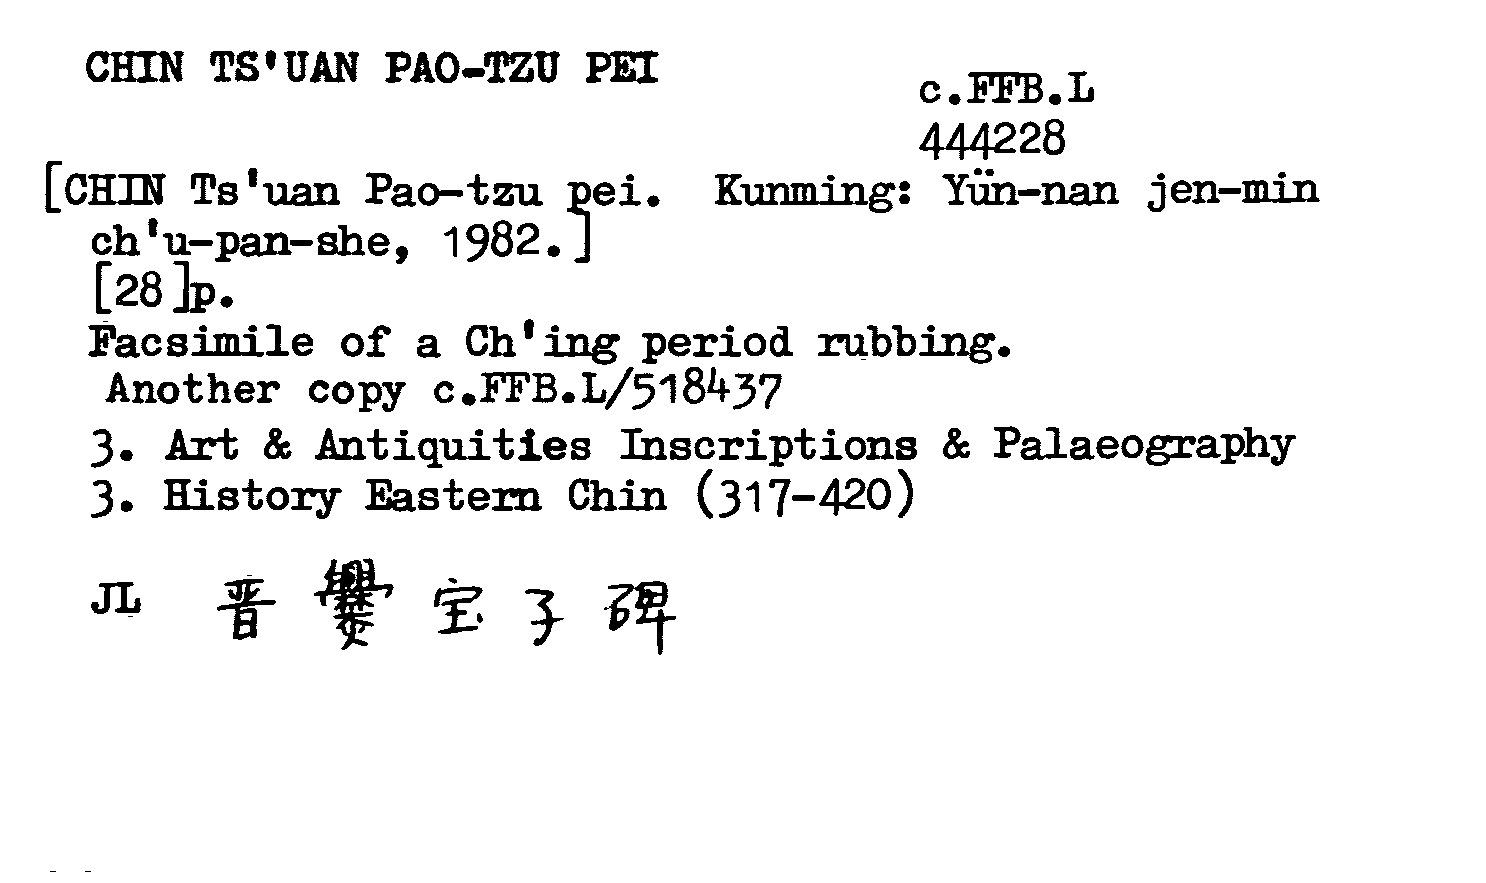 CHIN TS'UAN PAO-TZU PEI
c.FFB.L
444228
[CHIN Ts'uan Pao-tzu pei. Kunming: Yün-nan jen-min
ch'u-pan-she, 1982.]
[28]p.
Facsimile of a Ch'ing period rubbing.
Another copy c.FFB.L/518437
3. Art & Antiquities Inscriptions & Palaeography
3. History Eastern Chin (317-420)
JL 晋爨宝子碑